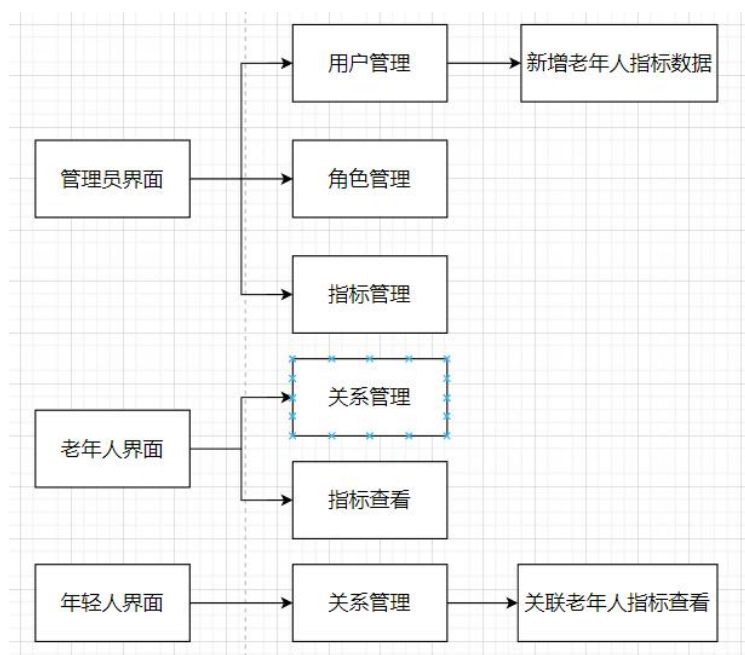 用户管理
新增老年人指标数据
管理员界面
角色管理
指标管理
关系管理
老年人界面
指标查看
年轻人界面
关系管理
关联老年人指标查看